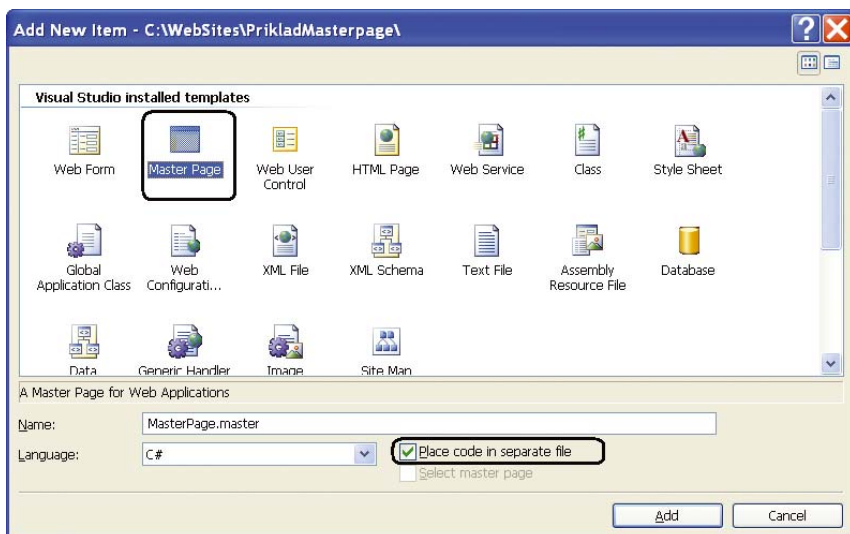 Add New Item - C:\WebSites\PrikladMasterpage\
Visual Studio installed templates
Web Form
Master Page
Web User
Control
HTML Page
Web Service
Class
Style Sheet
Global
Application Class
Web
Configurati...
XML File
XML Schema
Text File
Assembly
Resource File
Database
Data
Generic Handler
Image
Site Map
A Master Page for Web Applications
Name:
MasterPage.master
Language:
C#
Place code in separate file
Select master page
Add
Cancel